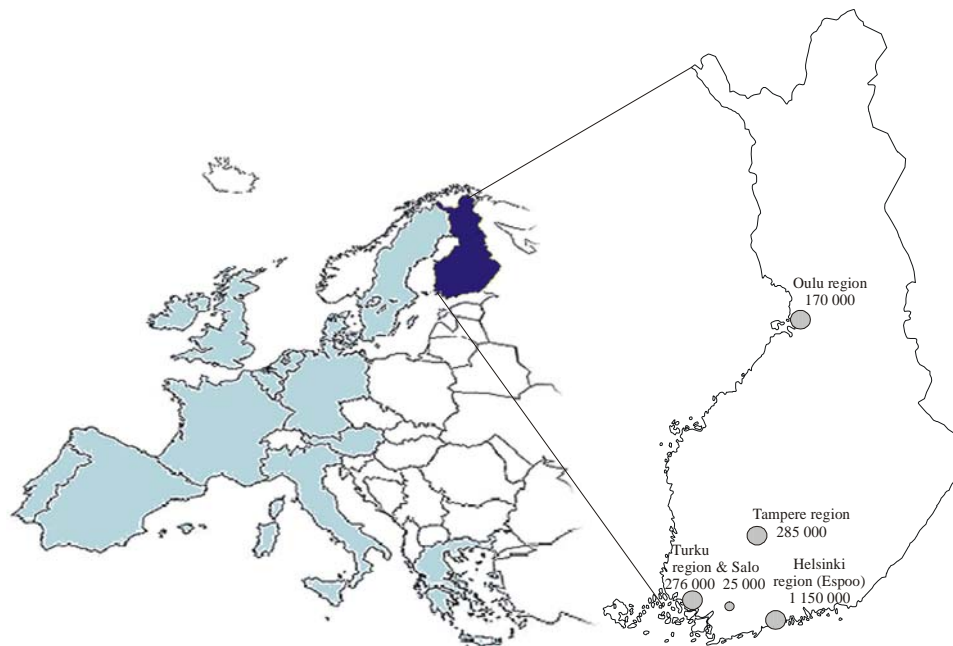 Oulu region
170 000
Tampere region
285 000
Turku
region & Salo
276 000 25 000
Helsinki
region (Espoo)
1 150 000